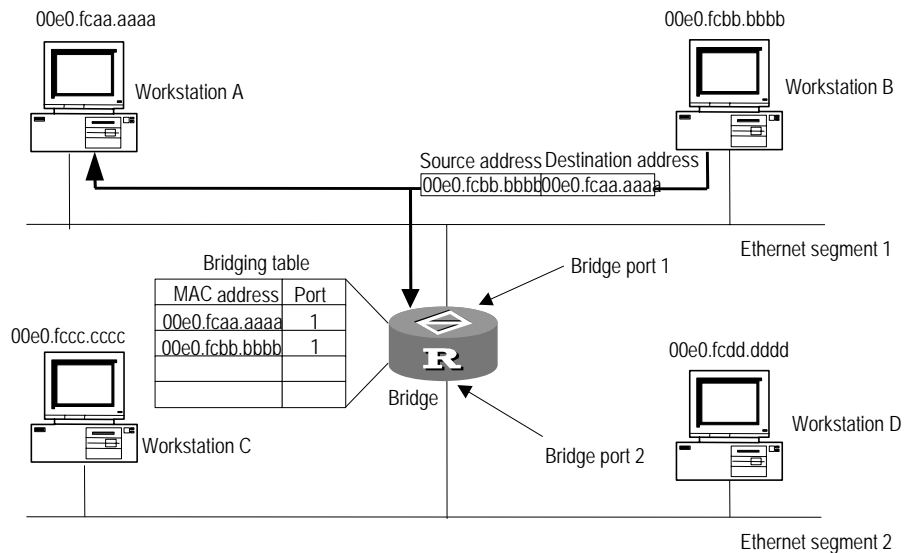 00e0.fcaa.aaaa
00e0.fcbb.bbbb
Workstation A
Workstation B
Source address Destination address
00e0.fcbb.bbbb 00e0.fcaa.aaaa
Ethernet segment 1
Bridging table
Bridge port 1
MAC address Port
00e0.fcaa.aaaa 1
00e0.fcbb.bbbb 1
00e0.fccc.cccc
00e0.fcdd.dddd
R
Bridge
Workstation D
Workstation C
Bridge port 2
Ethernet segment 2